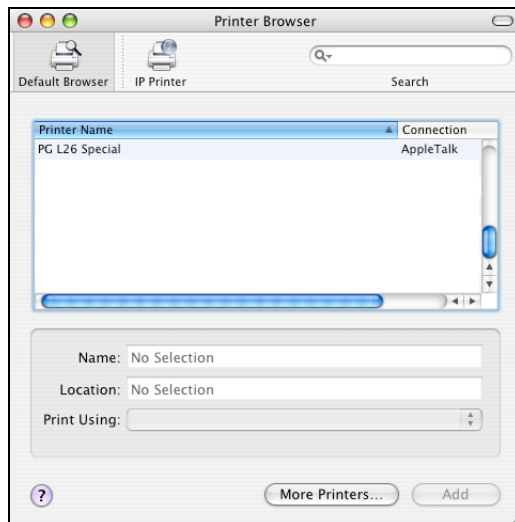 Printer Browser
Default Browser
IP Printer
Search
Printer Name
Connection
PG L26 Special
AppleTalk
Name: No Selection
Location: No Selection
Print Using:
?
More Printers...
Add